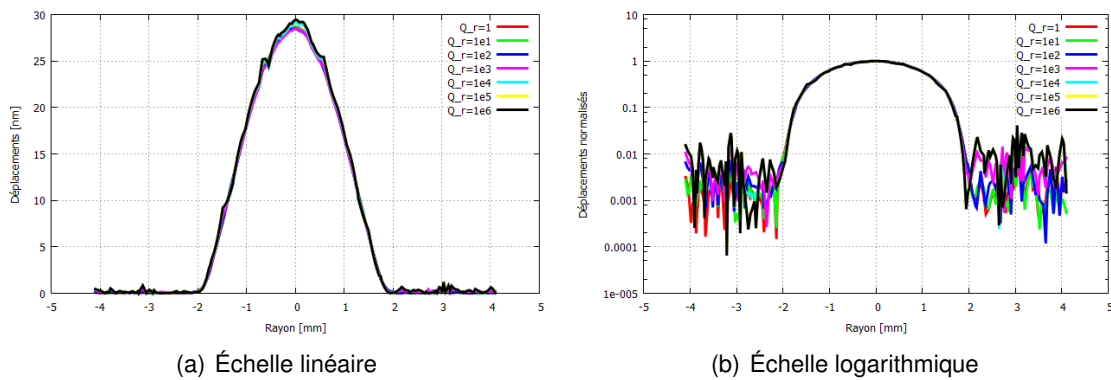 30
25
20
15
10
5
0
Déplacements [nm]
-5 -4 -3 -2 -1 0 1 2 3 4 5
Rayon [mm]
Q_r=1
Q_r=1e1
Q_r=1e2
Q_r=1e3
Q_r=1e4
Q_r=1e5
Q_r=1e6
(a) Échelle linéaire
10
1
0.1
0.01
0.001
0.0001
1e-005
Déplacements normalisés
-5 -4 -3 -2 -1 0 1 2 3 4 5
Rayon [mm]
Q_r=1
Q_r=1e1
Q_r=1e2
Q_r=1e3
Q_r=1e4
Q_r=1e5
Q_r=1e6
(b) Échelle logarithmique